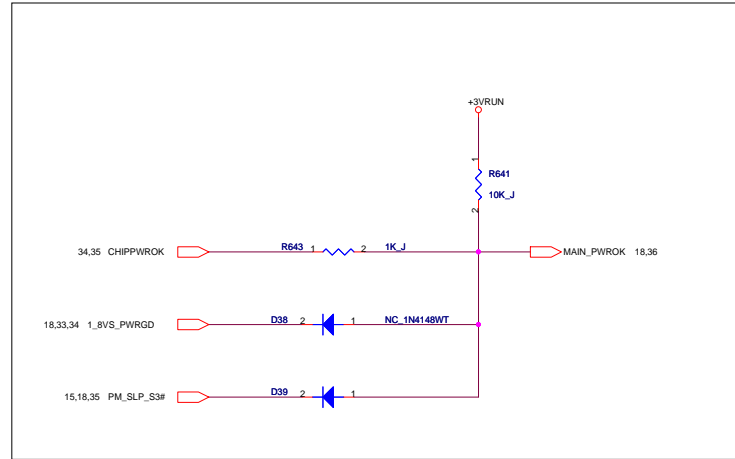 +3VRUN
1
R641
10K_J
2
34,35 CHIPPWROK R643 1 2 1K_J MAIN_PWROK 18,36
18,33,34 1_8VS_PWRGD D38 2 1 NC_1N4148WT
15,18,35 PM_SLP_S3# D39 2 1